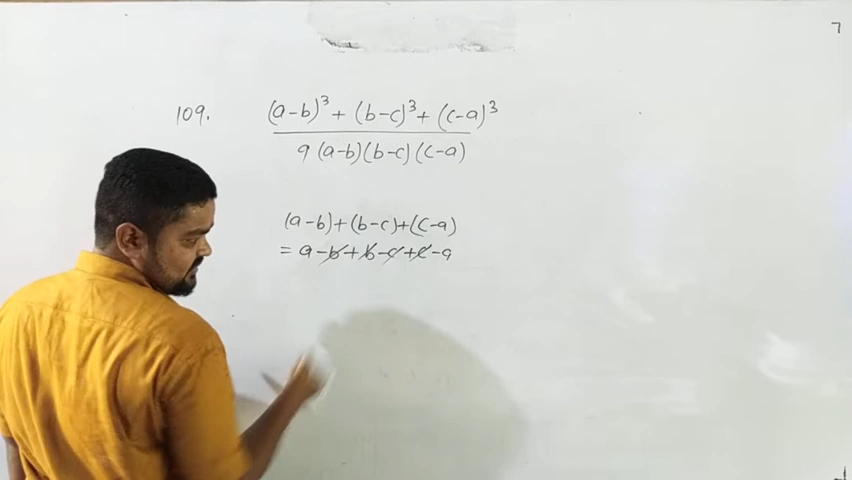 7
109. (a-b)³ + (b-c)³ + (c-a)³
9 (a-b)(b-c)(c-a)
(a-b)+(b-c)+(c-a)
= a-b+b-c+c-a